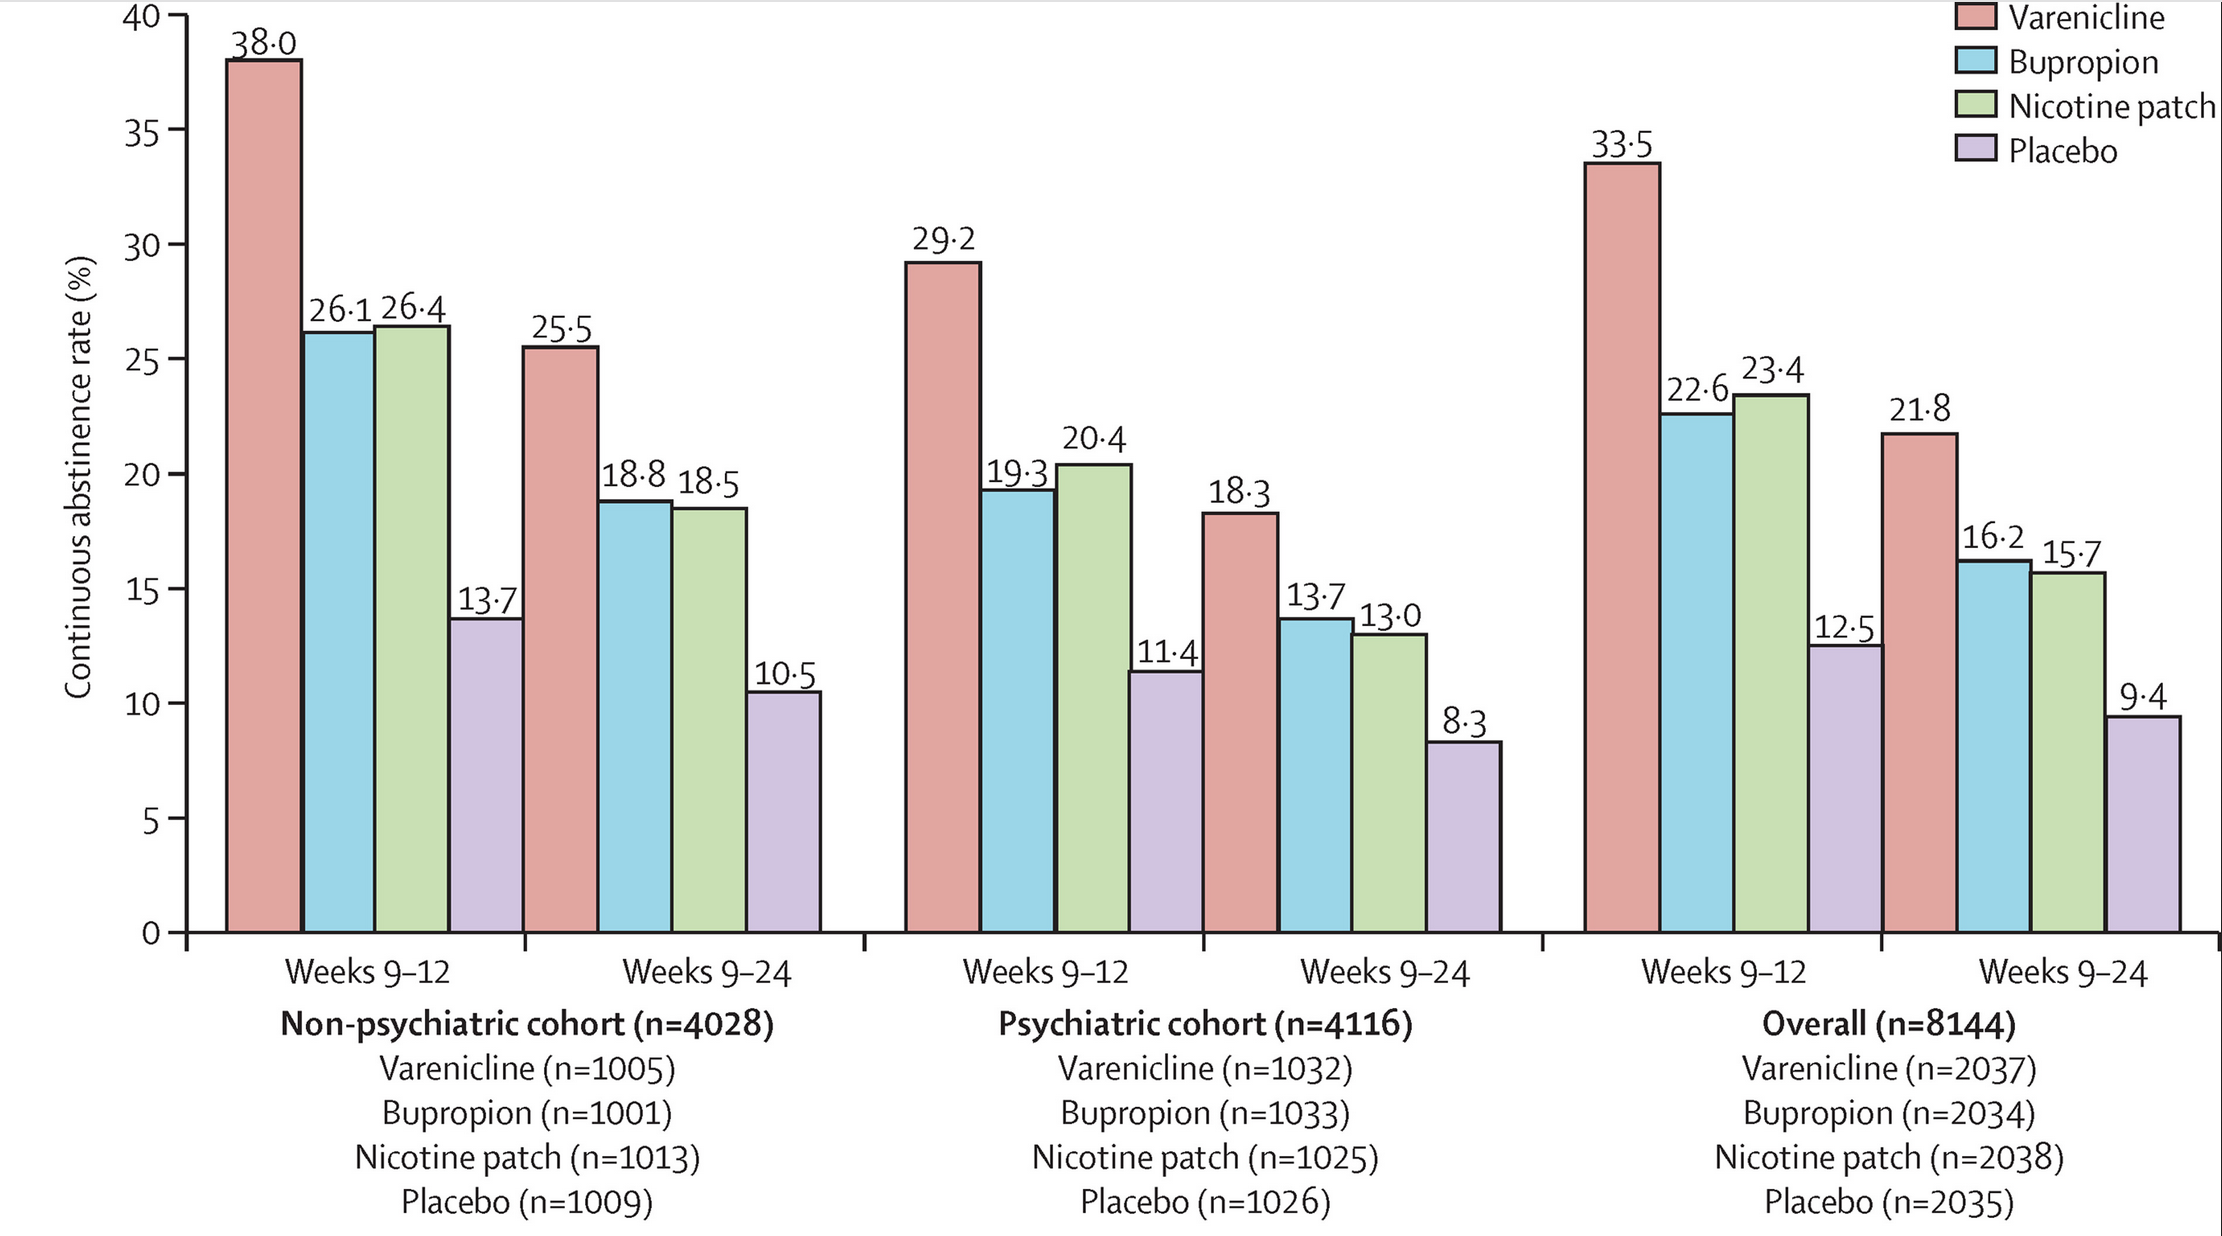 Varenicline
Bupropion
Nicotine patch
Placebo
Continuous abstinence rate (%)
40
35
30
25
20
15
10
5
0
38·0
26·1
26·4
13·7
25·5
18·8
18·5
10·5
29·2
19·3
20·4
11·4
18·3
13·7
13·0
8·3
33·5
22·6
23·4
12·5
21·8
16·2
15·7
9·4
Weeks 9–12
Weeks 9–24
Weeks 9–12
Weeks 9–24
Weeks 9–12
Weeks 9–24
Non-psychiatric cohort (n=4028)
Varenicline (n=1005)
Bupropion (n=1001)
Nicotine patch (n=1013)
Placebo (n=1009)
Psychiatric cohort (n=4116)
Varenicline (n=1032)
Bupropion (n=1033)
Nicotine patch (n=1025)
Placebo (n=1026)
Overall (n=8144)
Varenicline (n=2037)
Bupropion (n=2034)
Nicotine patch (n=2038)
Placebo (n=2035)